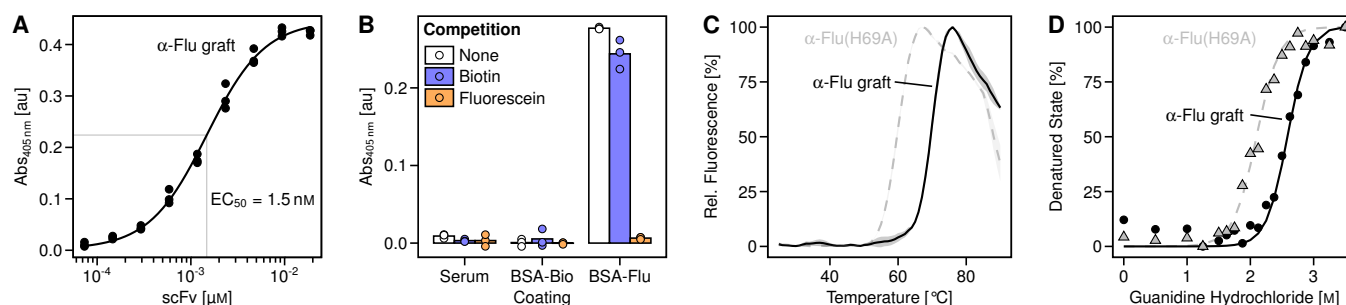 A
Abs405 nm [au]
0.4
0.3
0.2
0.1
0.0
α-Flu graft
EC50 = 1.5 nM
10−4
10−3
10−2
scFv [µM]
B
Abs405 nm [au]
0.2
0.1
0.0
Competition
None
Biotin
Fluorescein
Serum
BSA-Bio
BSA-Flu
Coating
C
Rel. Fluorescence [%]
100
75
50
25
0
α-Flu(H69A)
α-Flu graft
40
60
80
Temperature [°C]
D
Denatured State [%]
100
75
50
25
0
α-Flu(H69A)
α-Flu graft
0
1
2
3
Guanidine Hydrochloride [M]